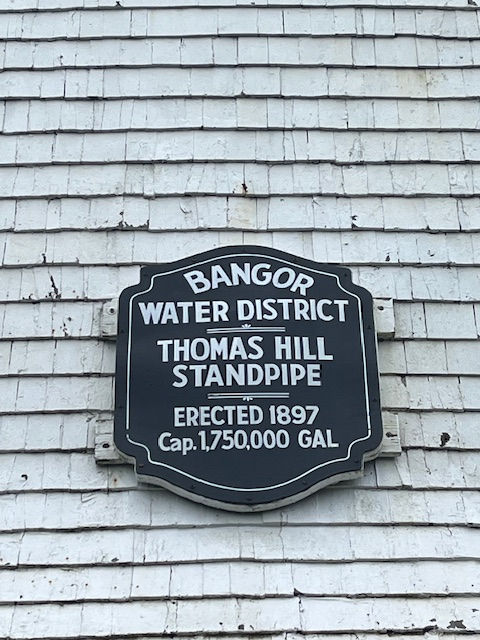 BANGOR
WATER DISTRICT
THOMAS HILL
STANDPIPE
ERECTED 1897
Cap. 1,750,000 GAL